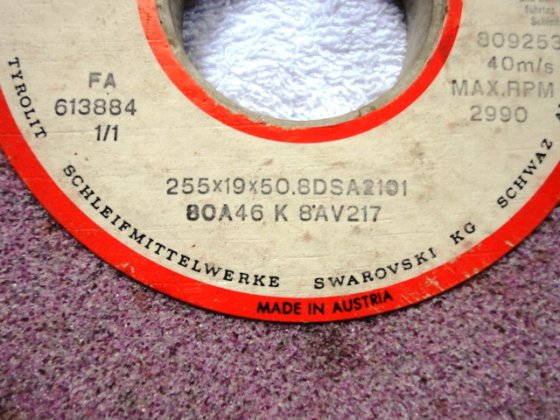 809253
40m/s
MAX.RPM
2990
FA
613884
1/1
255x19x50.8DSA2101
80A46 K 8AV217
TYROLIT SCHLEIFMITTELWERKE SWAROVSKI KG SCHWAZ
MADE IN AUSTRIA